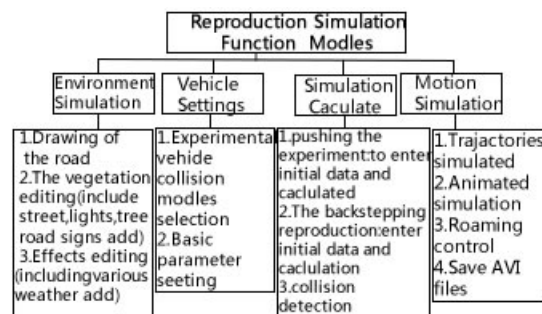 Reproduction Simulation
Function Modles
Environment
Simulation
Vehicle
Settings
Simulation
Caculate
Motion
Simulation
1.Drawing of
the road
2.The vegetation
editing(include
street,lights,tree
road signs add)
3.Effects editing
(includingvarious
weather add)
1.Experimental
vehide
collision
modles
selection
2.Basic
parameter
seeting
1.pushing the
experiment:to enter
initial data and
caclulated
2.The backstepping
reproduction:enter
initial data and
caclulation
3.collision
detection
1.Trajactories
simulated
2.Animated
simulation
3.Roaming
control
4.Save AVI
files